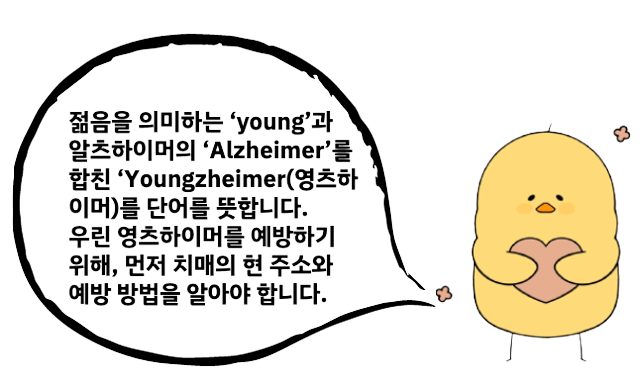 젊음을 의미하는 ‘young’과
알츠하이머의 ‘Alzheimer’를
합친 ‘Youngzheimer(영츠하
이머)를 단어를 뜻합니다.
우린 영츠하이머를 예방하기
위해, 먼저 치매의 현 주소와
예방 방법을 알아야 합니다.